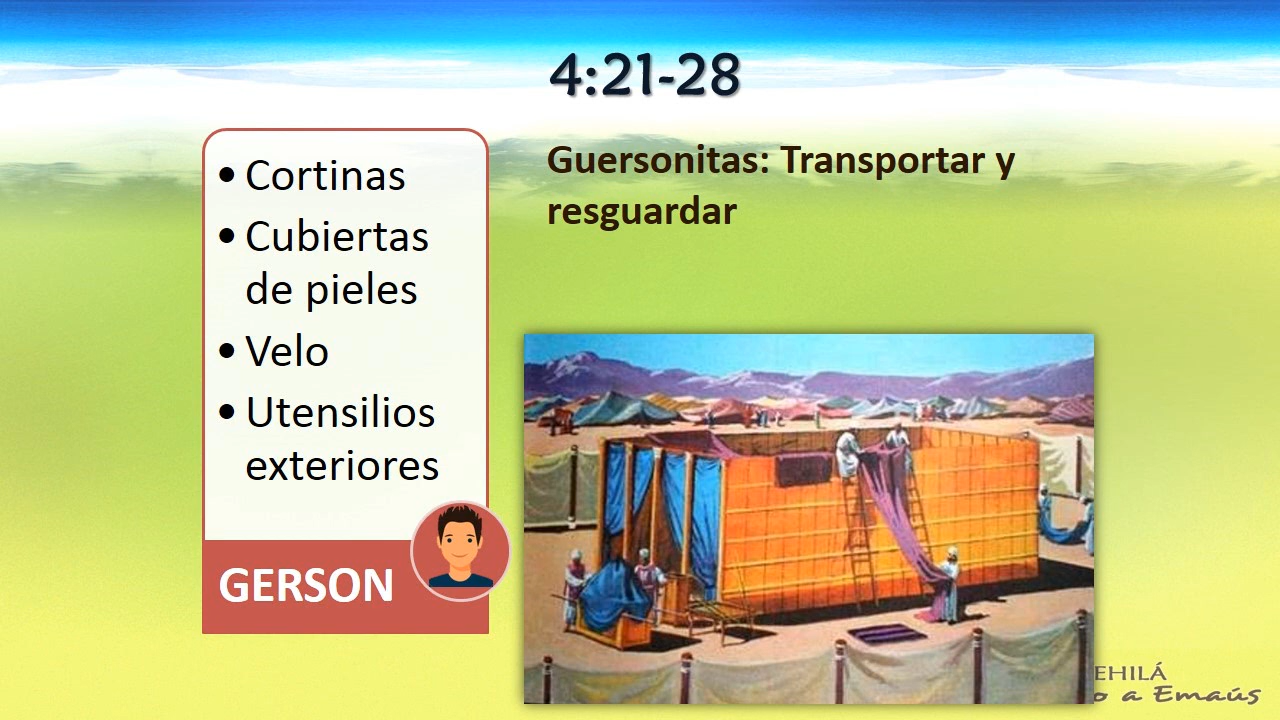 4:21-28
• Cortinas
• Cubiertas
de pieles
• Velo
• Utensilios
exteriores
GERSON
Guersonitas: Transportar y
resguardar
EHILÁ
o a Emaús